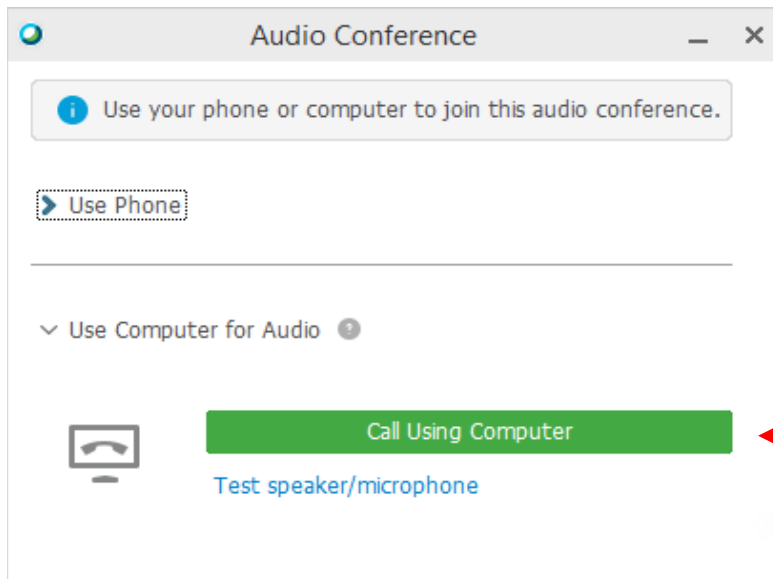 Audio Conference
Use your phone or computer to join this audio conference.
Use Phone
Use Computer for Audio
Call Using Computer
Test speaker/microphone